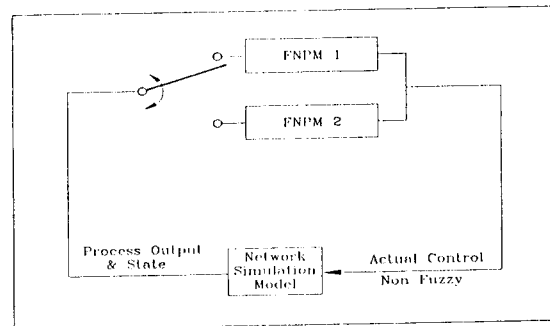 FNPM 1
FNPM 2
Process Output
& State
Network
Simulation
Model
Actual Control
Non Fuzzy